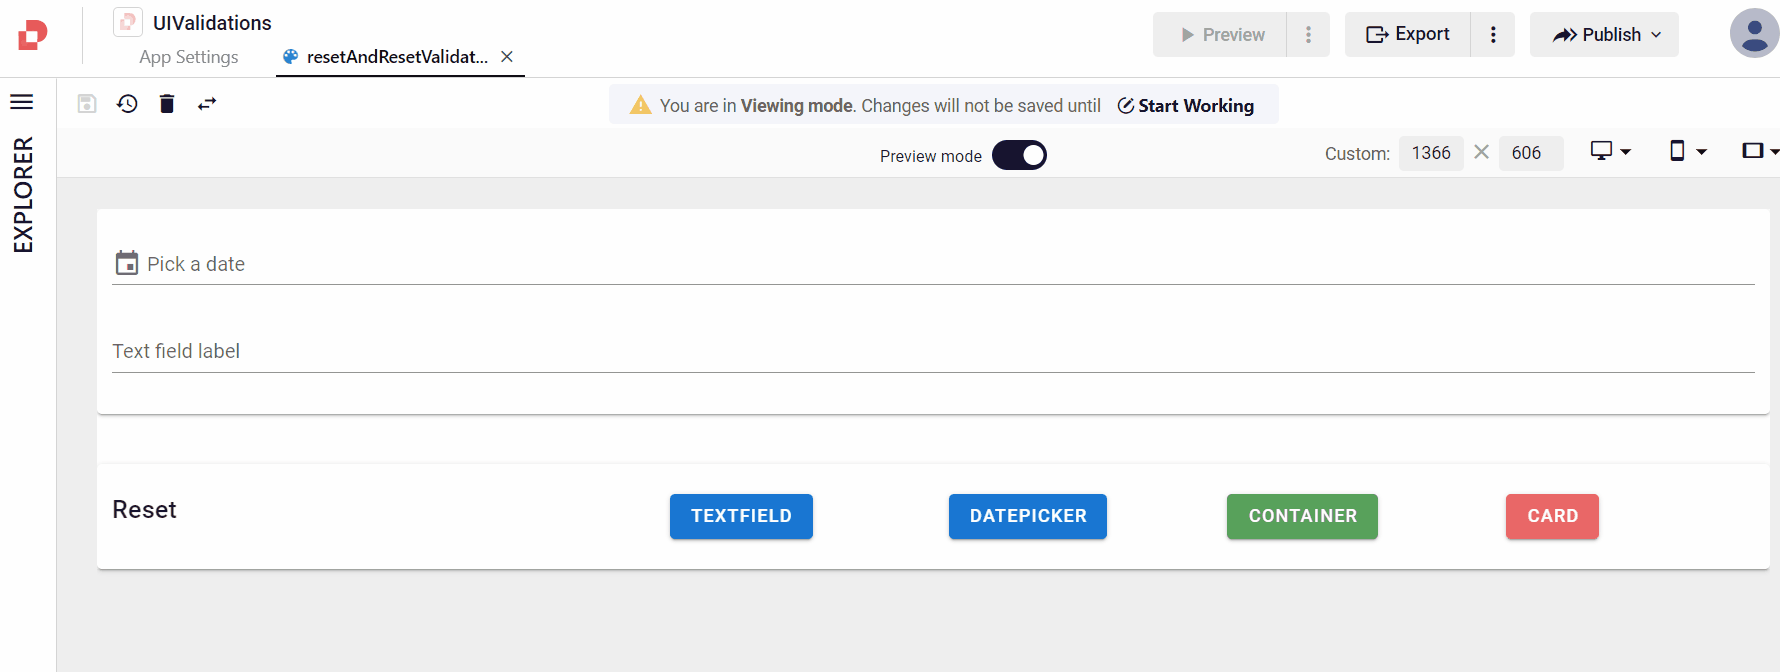 UIValidations
App Settings
resetAndResetValidat...
Preview
Export
Publish
EXPLORER
You are in Viewing mode. Changes will not be saved until Start Working
Preview mode
Custom: 1366 606
Pick a date
Text field label
Reset
TEXTFIELD
DATEPICKER
CONTAINER
CARD